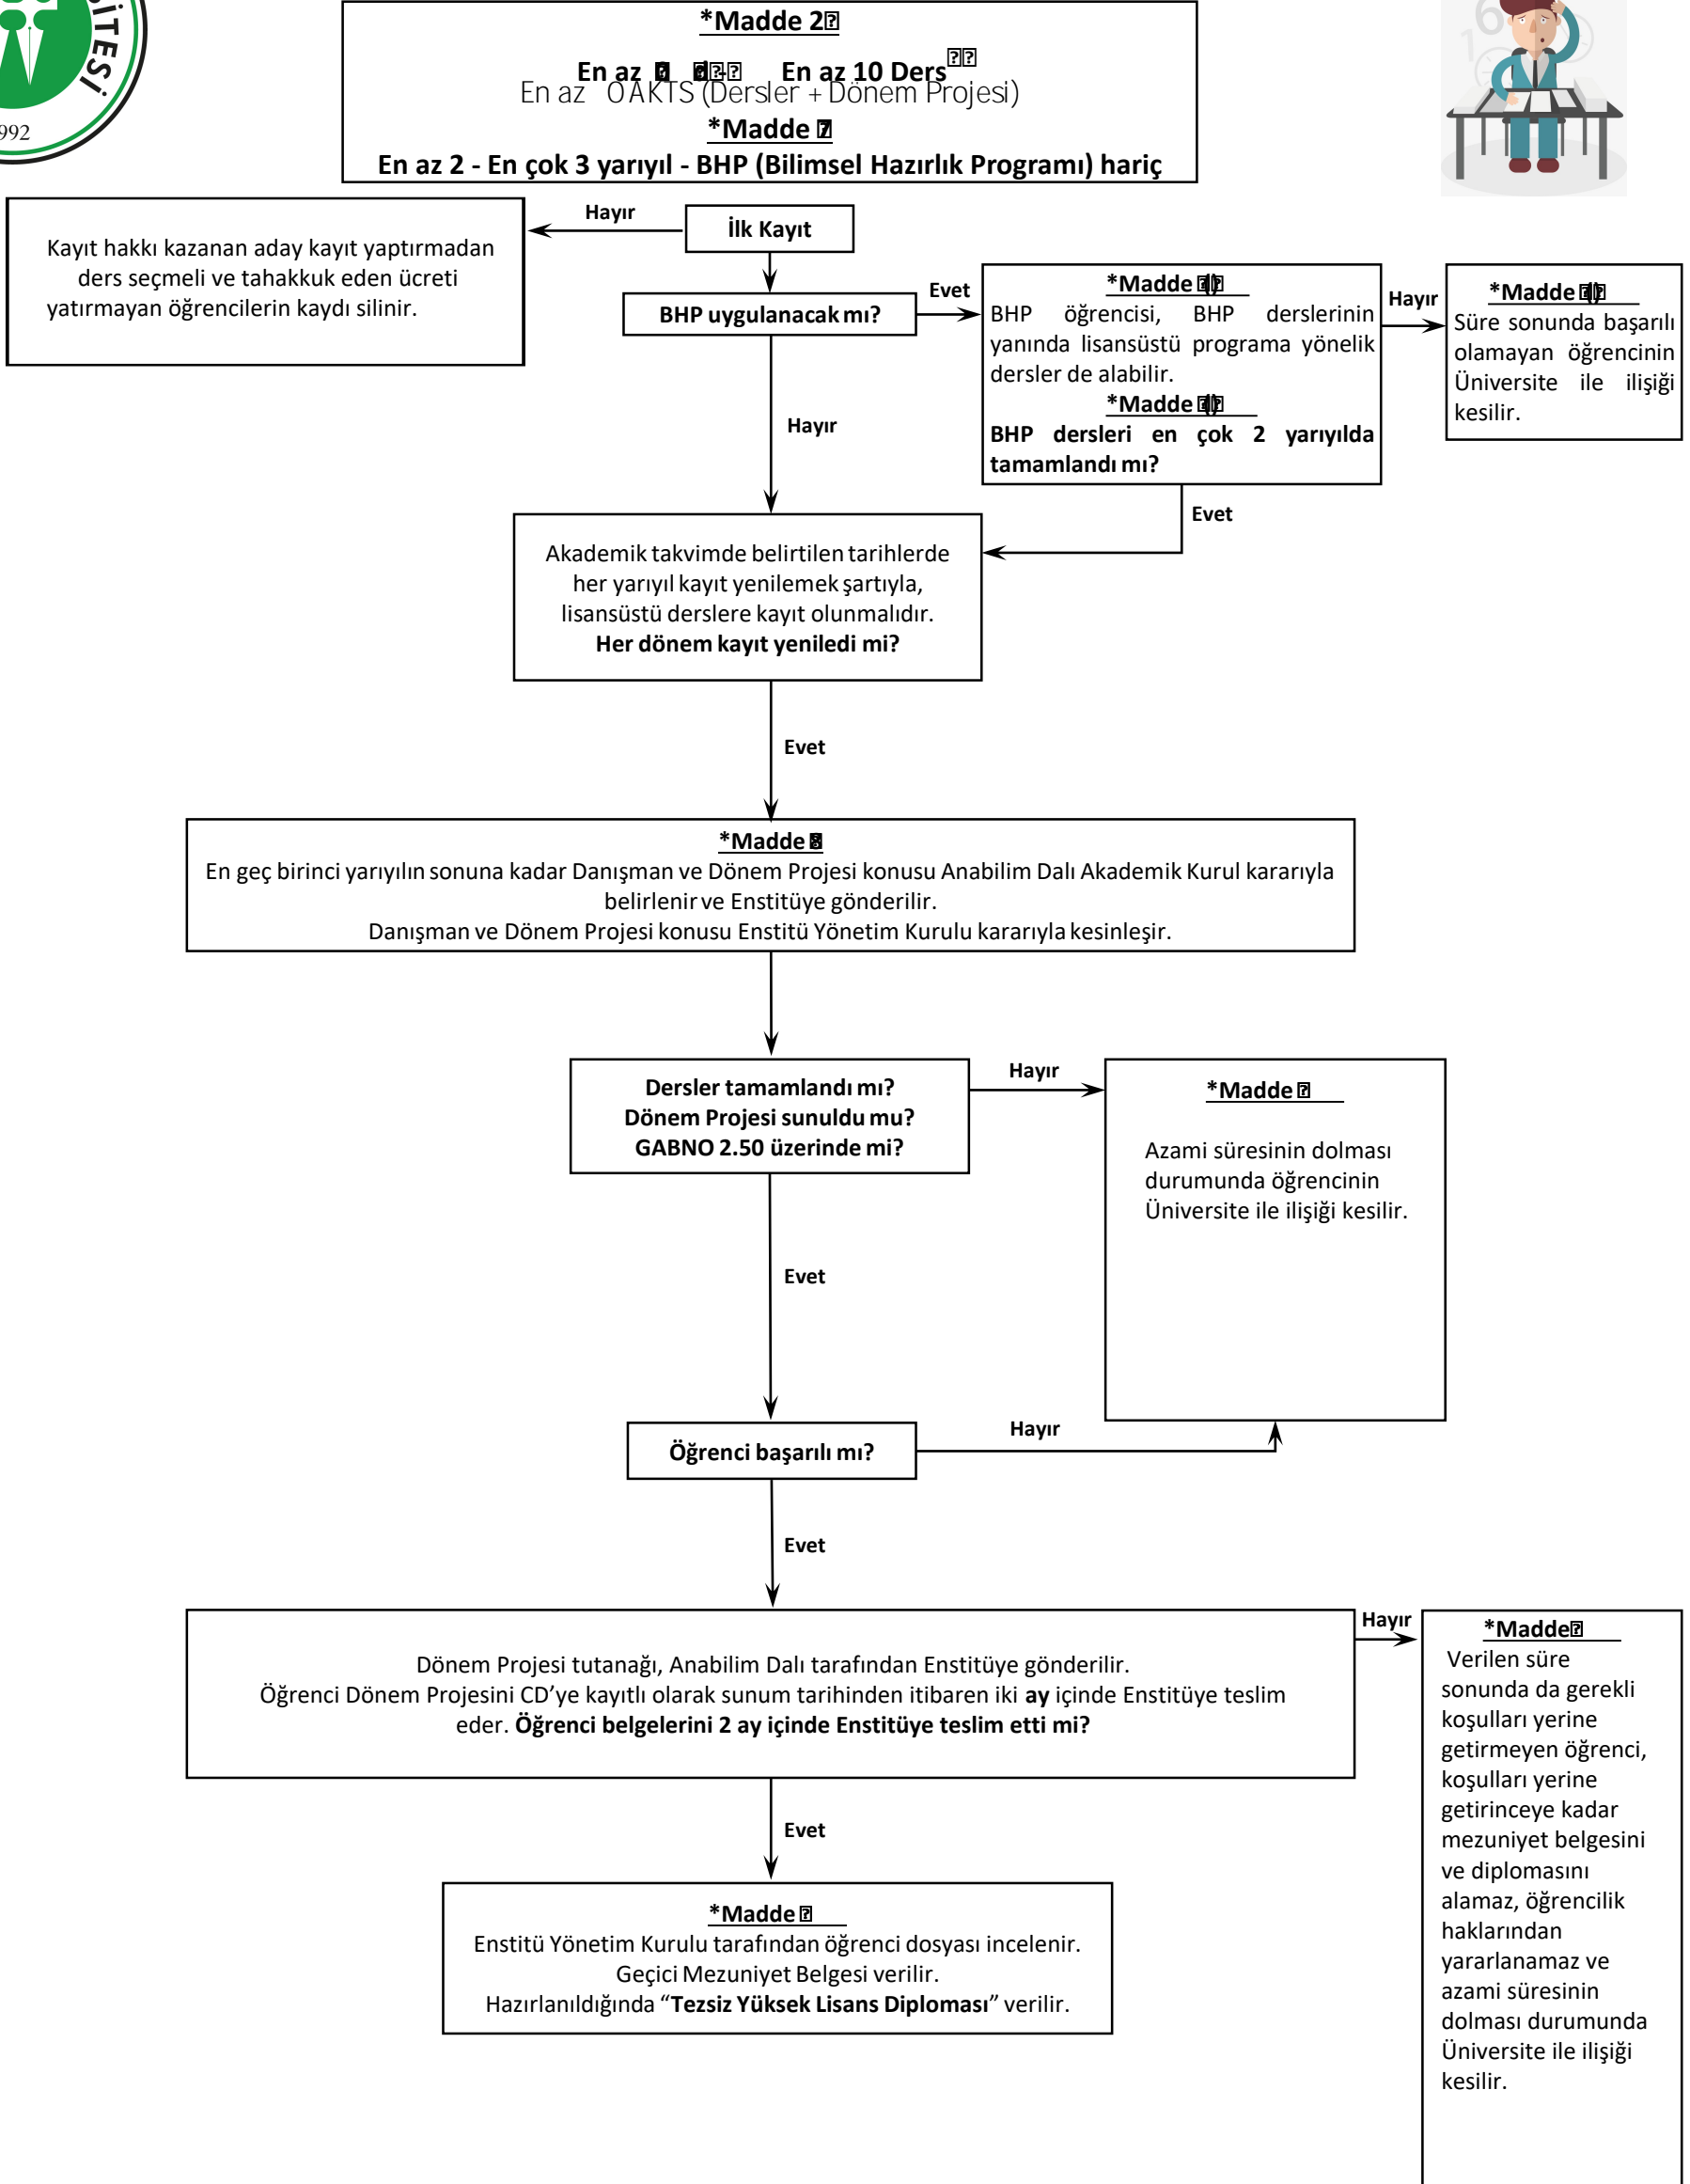 SİTESİ
992
*Madde 2
En az En az 10 Ders
En az 0 AKTS (Dersler + Dönem Projesi)
*Madde
En az 2 - En çok 3 yarıyıl - BHP (Bilimsel Hazırlık Programı) hariç
Hayır
İlk Kayıt
Kayıt hakkı kazanan aday kayıt yaptırmadan
ders seçmeli ve tahakkuk eden ücreti
yatırmayan öğrencilerin kaydı silinir.
BHP uygulanacak mı?
Evet
*Madde
BHP öğrencisi, BHP derslerinin
yanında lisansüstü programa yönelik
dersler de alabilir.
*Madde
BHP dersleri en çok 2 yarıyılda
tamamlandı mı?
Hayır
*Madde
Süre sonunda başarılı
olamayan öğrencinin
Üniversite ile ilişiği
kesilir.
Hayır
Evet
Akademik takvimde belirtilen tarihlerde
her yarıyıl kayıt yenilemek şartıyla,
lisansüstü derslere kayıt olunmalıdır.
Her dönem kayıt yeniledi mi?
Evet
*Madde
En geç birinci yarıyılın sonuna kadar Danışman ve Dönem Projesi konusu Anabilim Dalı Akademik Kurul kararıyla
belirlenir ve Enstitüye gönderilir.
Danışman ve Dönem Projesi konusu Enstitü Yönetim Kurulu kararıyla kesinleşir.
Dersler tamamlandı mı?
Dönem Projesi sunuldu mu?
GABNO 2.50 üzerinde mi?
Hayır
*Madde
Azami süresinin dolması
durumunda öğrencinin
Üniversite ile ilişiği kesilir.
Evet
Öğrenci başarılı mı?
Hayır
Evet
Dönem Projesi tutanağı, Anabilim Dalı tarafından Enstitüye gönderilir.
Öğrenci Dönem Projesini CD’ye kayıtlı olarak sunum tarihinden itibaren iki ay içinde Enstitüye teslim
eder. Öğrenci belgelerini 2 ay içinde Enstitüye teslim etti mi?
Hayır
*Madde
Verilen süre
sonunda da gerekli
koşulları yerine
getirmeyen öğrenci,
koşulları yerine
getirinceye kadar
mezuniyet belgesini
ve diplomasını
alamaz, öğrencilik
haklarından
yararlanamaz ve
azami süresinin
dolması durumunda
Üniversite ile ilişiği
kesilir.
Evet
*Madde
Enstitü Yönetim Kurulu tarafından öğrenci dosyası incelenir.
Geçici Mezuniyet Belgesi verilir.
Hazırlanıldığında “Tezsiz Yüksek Lisans Diploması” verilir.